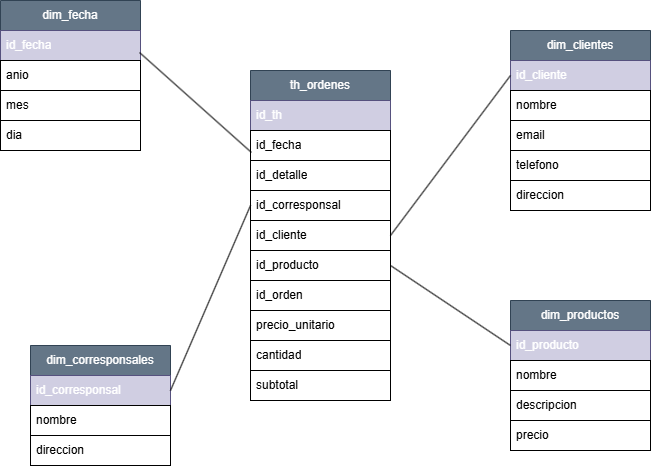 dim_fecha
id_fecha
anio
mes
dia
th_ordenes
id_th
id_fecha
id_detalle
id_corresponsal
id_cliente
id_producto
id_orden
precio_unitario
cantidad
subtotal
dim_clientes
id_cliente
nombre
email
telefono
direccion
dim_corresponsales
id_corresponsal
nombre
direccion
dim_productos
id_producto
nombre
descripcion
precio